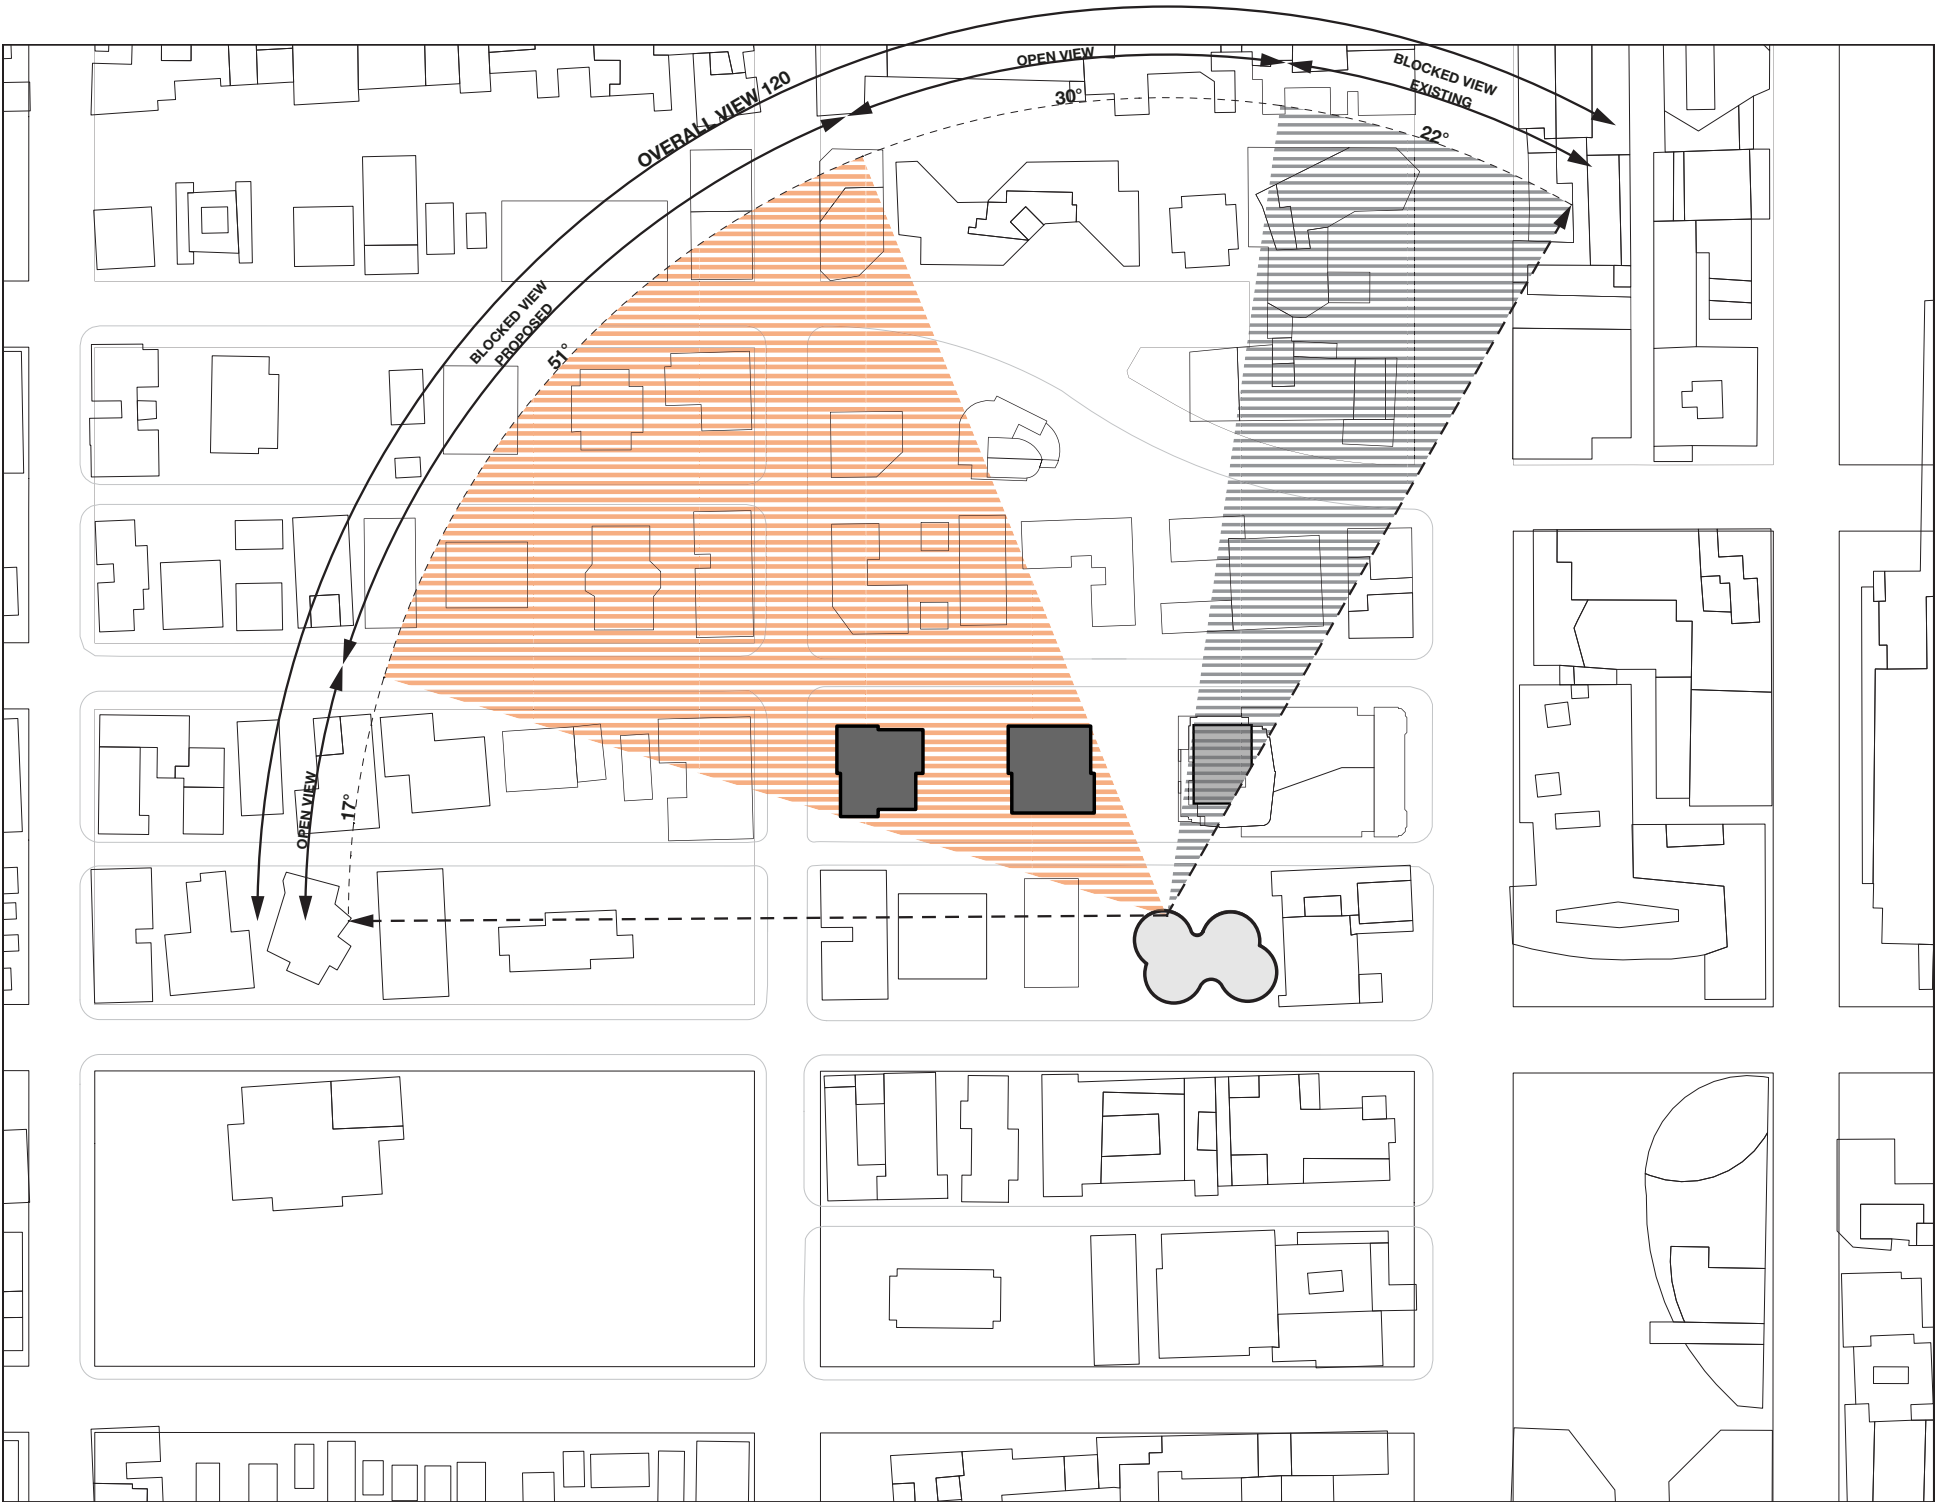 OVERALL VIEW 120
OPEN VIEW
30°
BLOCKED VIEW
EXISTING
22°
BLOCKED VIEW
PROPOSED
51°
OPEN VIEW
17°